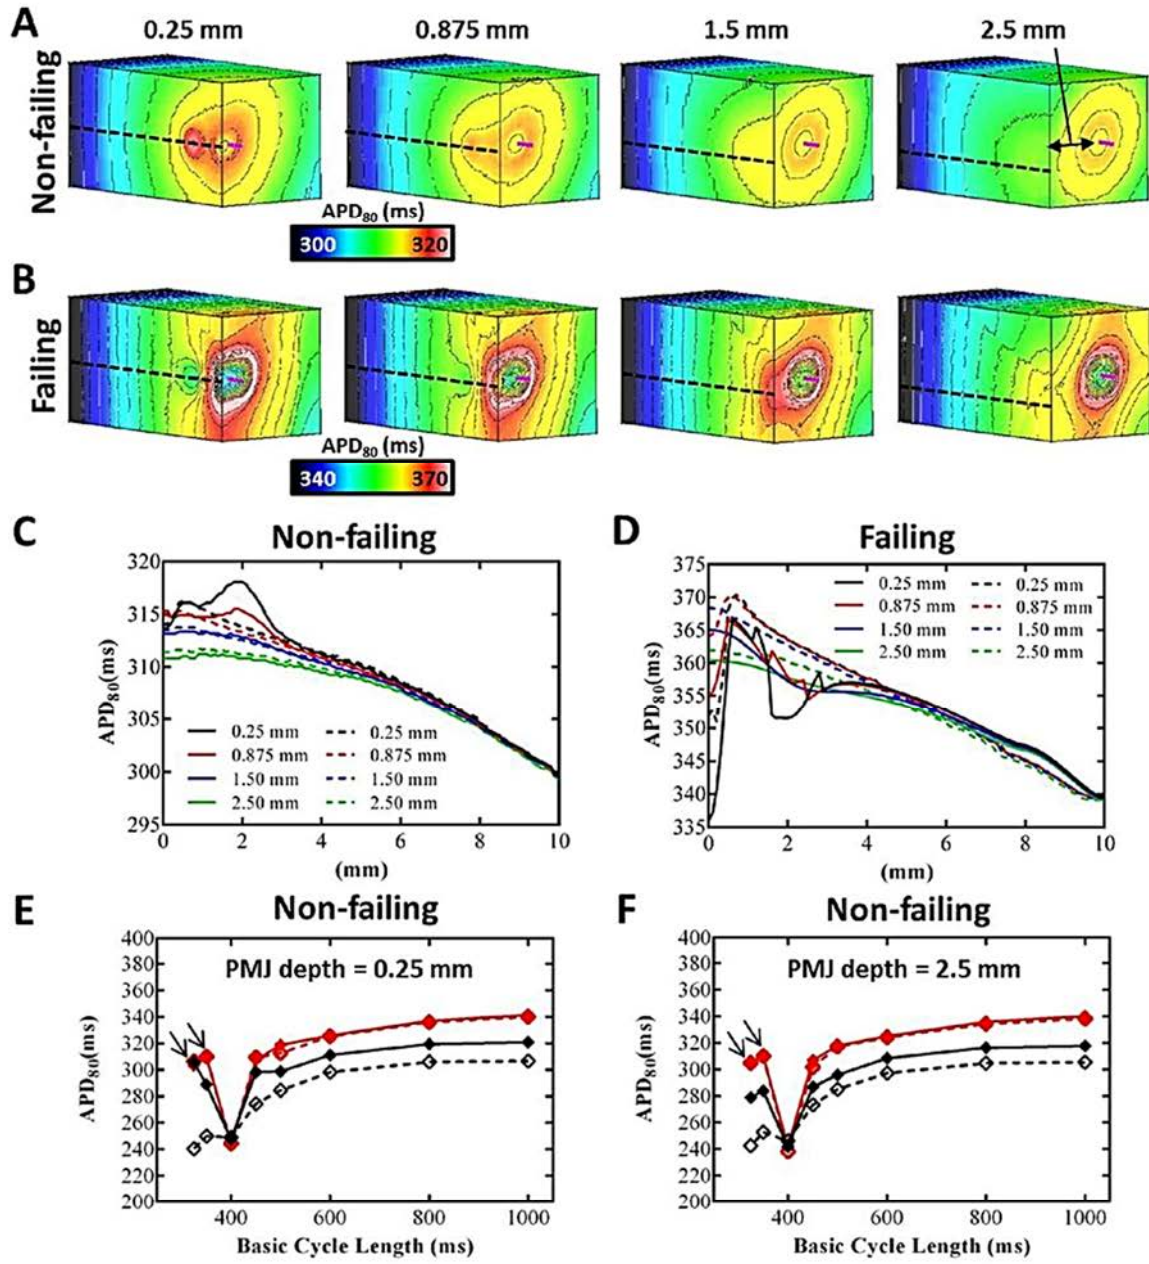 A
0.25 mm 0.875 mm 1.5 mm 2.5 mm
Non-failing
APD80 (ms)
300 320
B
Failing
APD80 (ms)
340 370
C Non-failing
320
315
310
305
300
295
APD80(ms)
0.25 mm 0.25 mm
0.875 mm 0.875 mm
1.50 mm 1.50 mm
2.50 mm 2.50 mm
0 2 4 6 8 10
(mm)
D Failing
375
370
365
360
355
350
345
340
335
APD80(ms)
0.25 mm 0.25 mm
0.875 mm 0.875 mm
1.50 mm 1.50 mm
2.50 mm 2.50 mm
0 2 4 6 8 10
(mm)
E Non-failing
PMJ depth = 0.25 mm
400
380
360
340
320
300
280
260
240
220
200
APD80(ms)
400 600 800 1000
Basic Cycle Length (ms)
F Non-failing
PMJ depth = 2.5 mm
400
380
360
340
320
300
280
260
240
220
200
APD80(ms)
400 600 800 1000
Basic Cycle Length (ms)